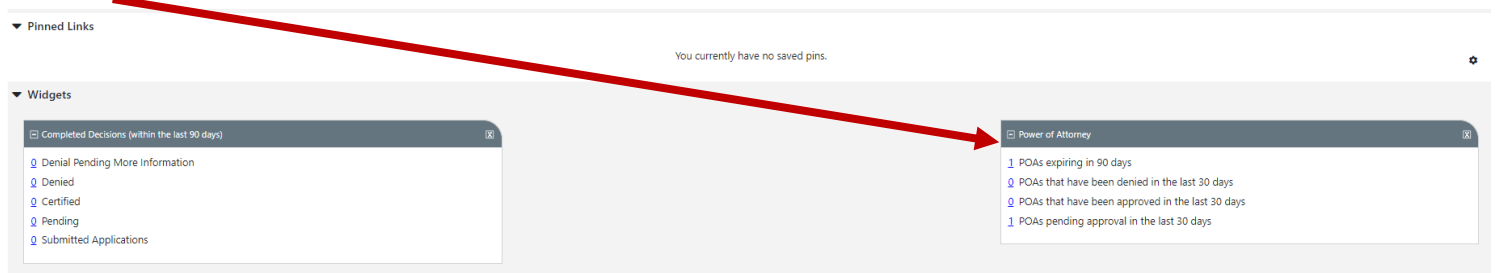 Pinned Links
You currently have no saved pins.
Widgets
Completed Decisions (within the last 90 days)
0 Denial Pending More Information
0 Denied
0 Certified
0 Pending
0 Submitted Applications
Power of Attorney
1 POAs expiring in 90 days
0 POAs that have been denied in the last 30 days
0 POAs that have been approved in the last 30 days
1 POAs pending approval in the last 30 days